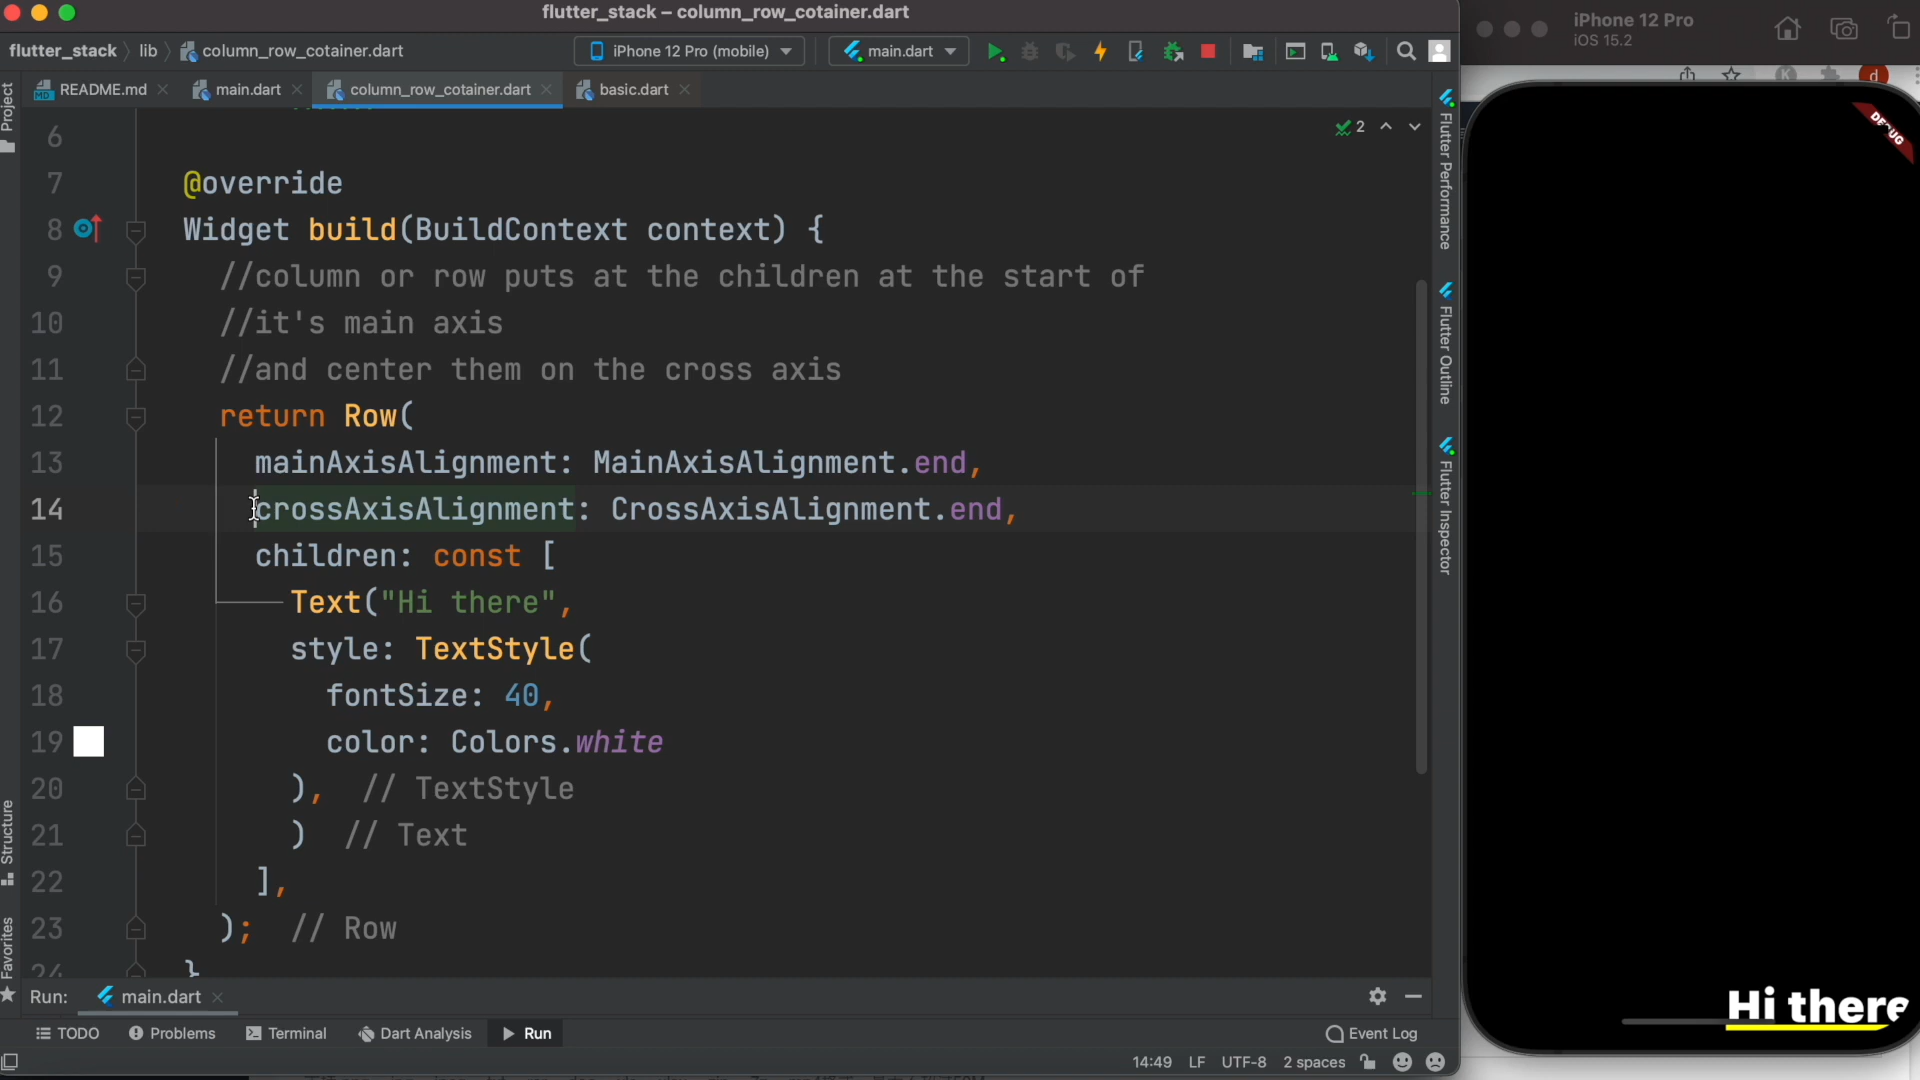 flutter_stack – column_row_cotainer.dart
iPhone 12 Pro
iOS 15.2
flutter_stack lib column_row_cotainer.dart
iPhone 12 Pro (mobile)
main.dart
README.md
main.dart
column_row_cotainer.dart
basic.dart
Project
2
6
7 @override
8 Widget build(BuildContext context) {
9 //column or row puts at the children at the start of
10 //it's main axis
11 //and center them on the cross axis
12 return Row(
13 mainAxisAlignment: MainAxisAlignment.end,
14 crossAxisAlignment: CrossAxisAlignment.end,
15 children: const [
16 Text("Hi there",
17 style: TextStyle(
18 fontSize: 40,
19 color: Colors.white
20 ), // TextStyle
21 ) // Text
22 ],
23 ); // Row
24 }
Structure
Favorites
Flutter Performance
Flutter Outline
Flutter Inspector
K
d
DEBUG
Hi there
Run: main.dart
TODO
Problems
Terminal
Dart Analysis
Run
Event Log
14:49 LF UTF-8 2 spaces